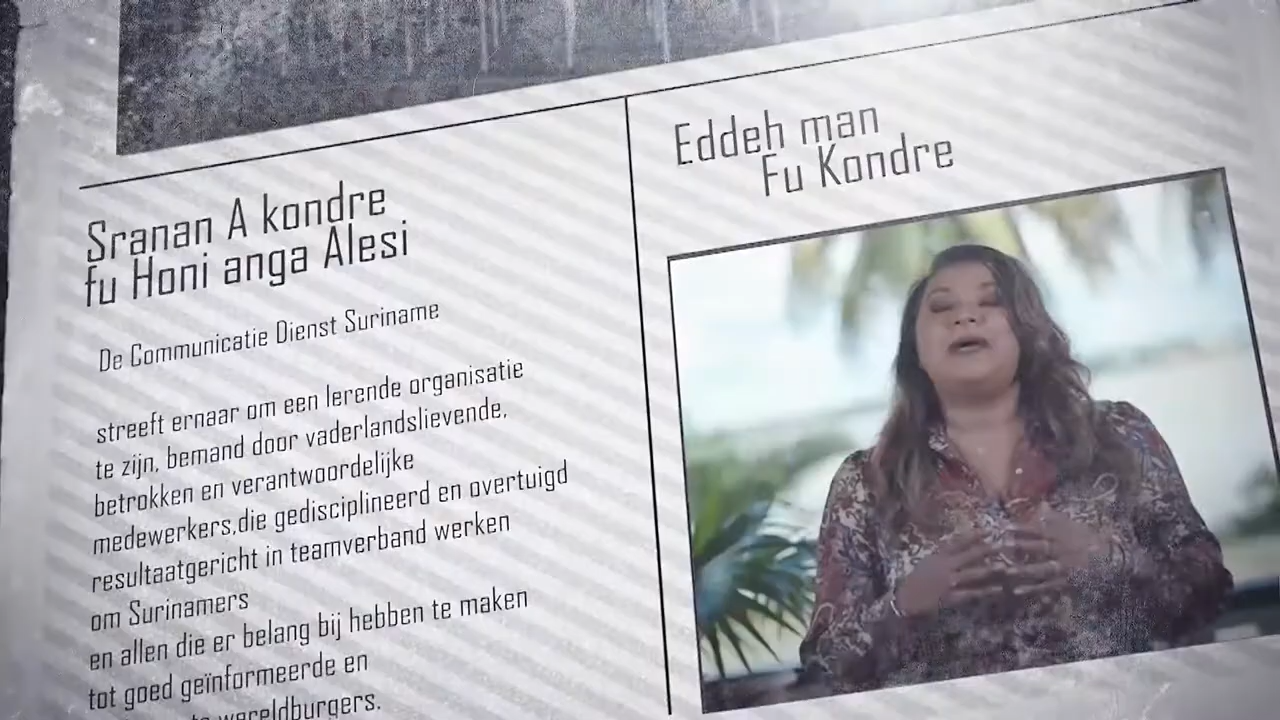 Sranan A kondre
fu Honi anga Alesi
De Communicatie Dienst Suriname
streeft ernaar om een lerende organisatie
te zijn, bemand door vaderlandslievende,
betrokken en verantwoordelijke
medewerkers,die gedisciplineerd en overtuigd
resultaatgericht in teamverband werken
om Surinamers
en allen die er belang bij hebben te maken
tot goed geïnformeerde en
wereldburgers.
Eddeh man
Fu Kondre